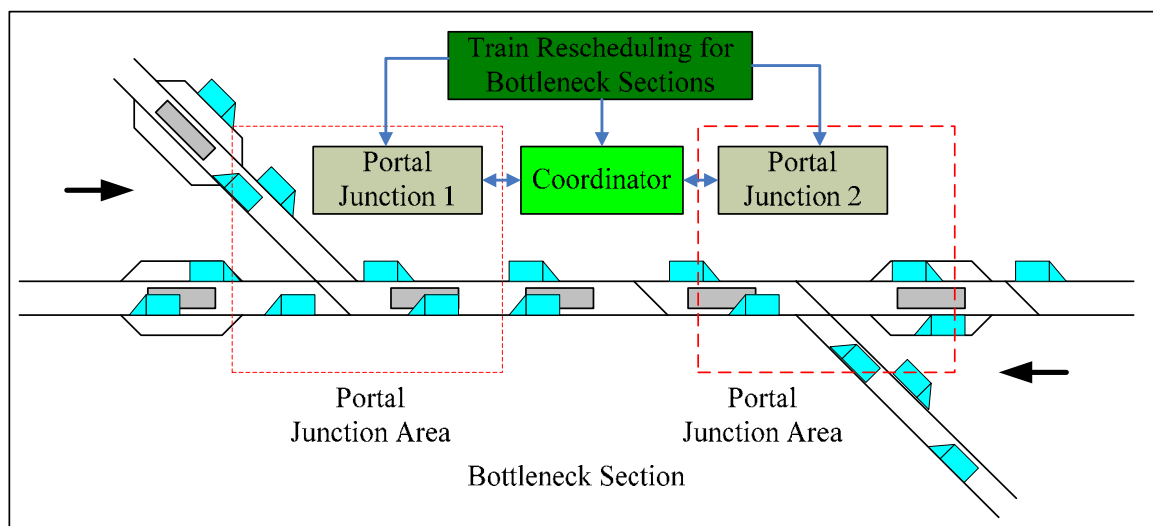 Train Rescheduling for
Bottleneck Sections
Portal
Junction 1
Coordinator
Portal
Junction 2
Portal
Junction Area
Portal
Junction Area
Bottleneck Section